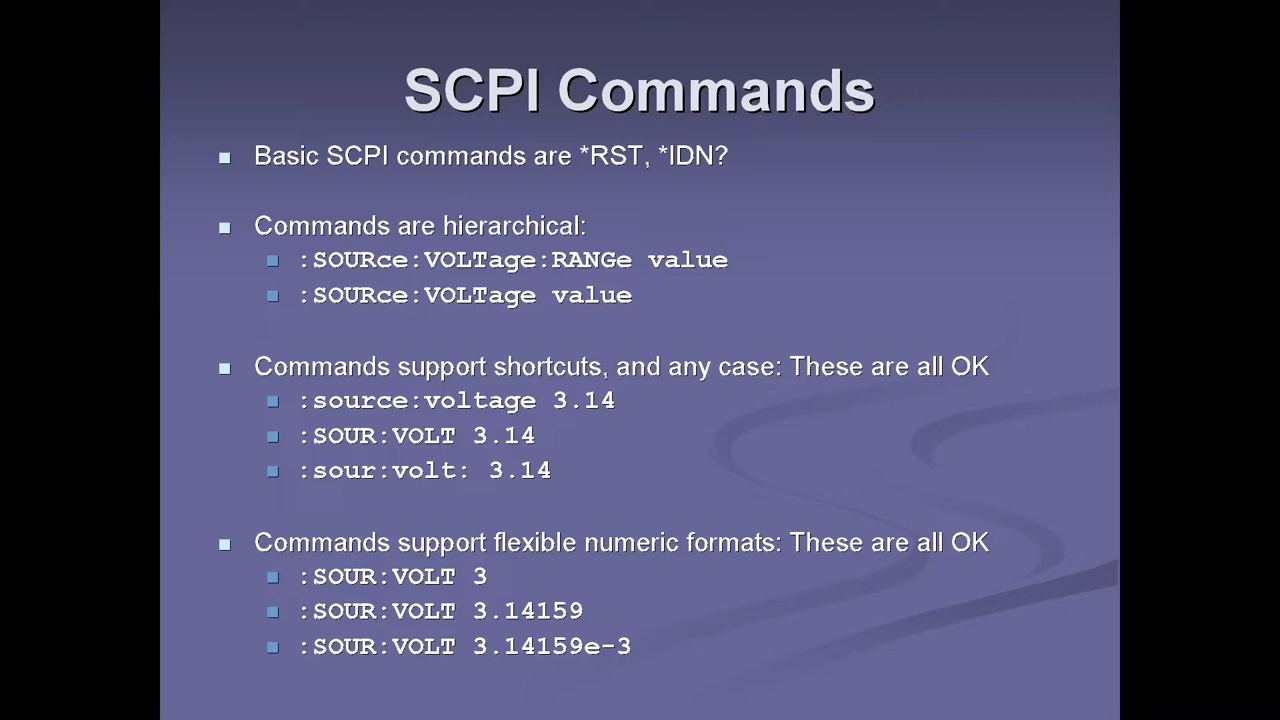 SCPI Commands
Basic SCPI commands are *RST, *IDN?
Commands are hierarchical:
:SOURce:VOLTage:RANGe value
:SOURce:VOLTage value
Commands support shortcuts, and any case: These are all OK
:source:voltage 3.14
:SOUR:VOLT 3.14
:sour:volt: 3.14
Commands support flexible numeric formats: These are all OK
:SOUR:VOLT 3
:SOUR:VOLT 3.14159
:SOUR:VOLT 3.14159e-3